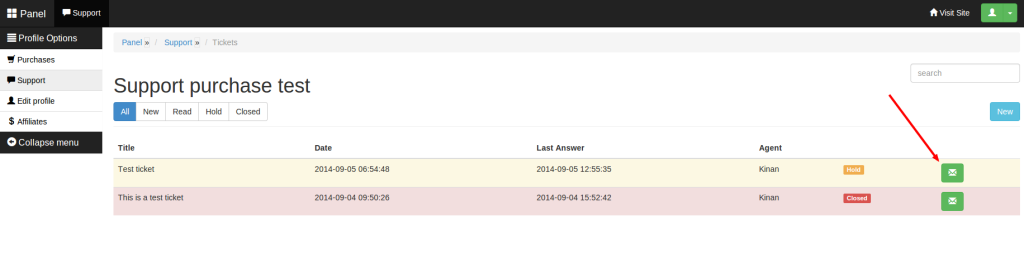 Panel Support Visit Site
Profile Options
Purchases
Support
Edit profile
$ Affiliates
Collapse menu
Panel » / Support » / Tickets
search
Support purchase test
All New Read Hold Closed
New
Title Date Last Answer Agent
Test ticket 2014-09-05 06:54:48 2014-09-05 12:55:35 Kinan Held
This is a test ticket 2014-09-04 09:50:26 2014-09-04 15:52:42 Kinan Closed